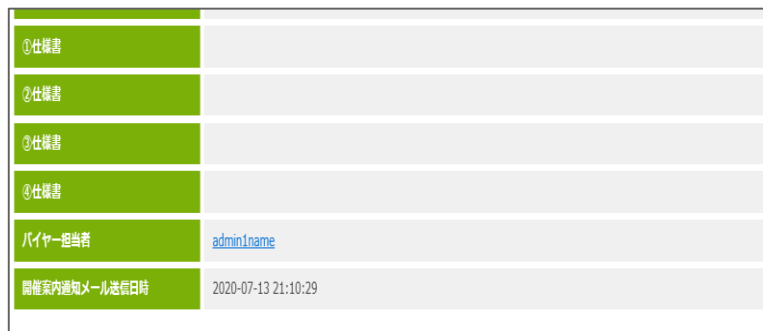 ①仕様書
②仕様書
③仕様書
④仕様書
バイヤー担当者 admin1name
開催案内通知メール送信日時 2020-07-13 21:10:29